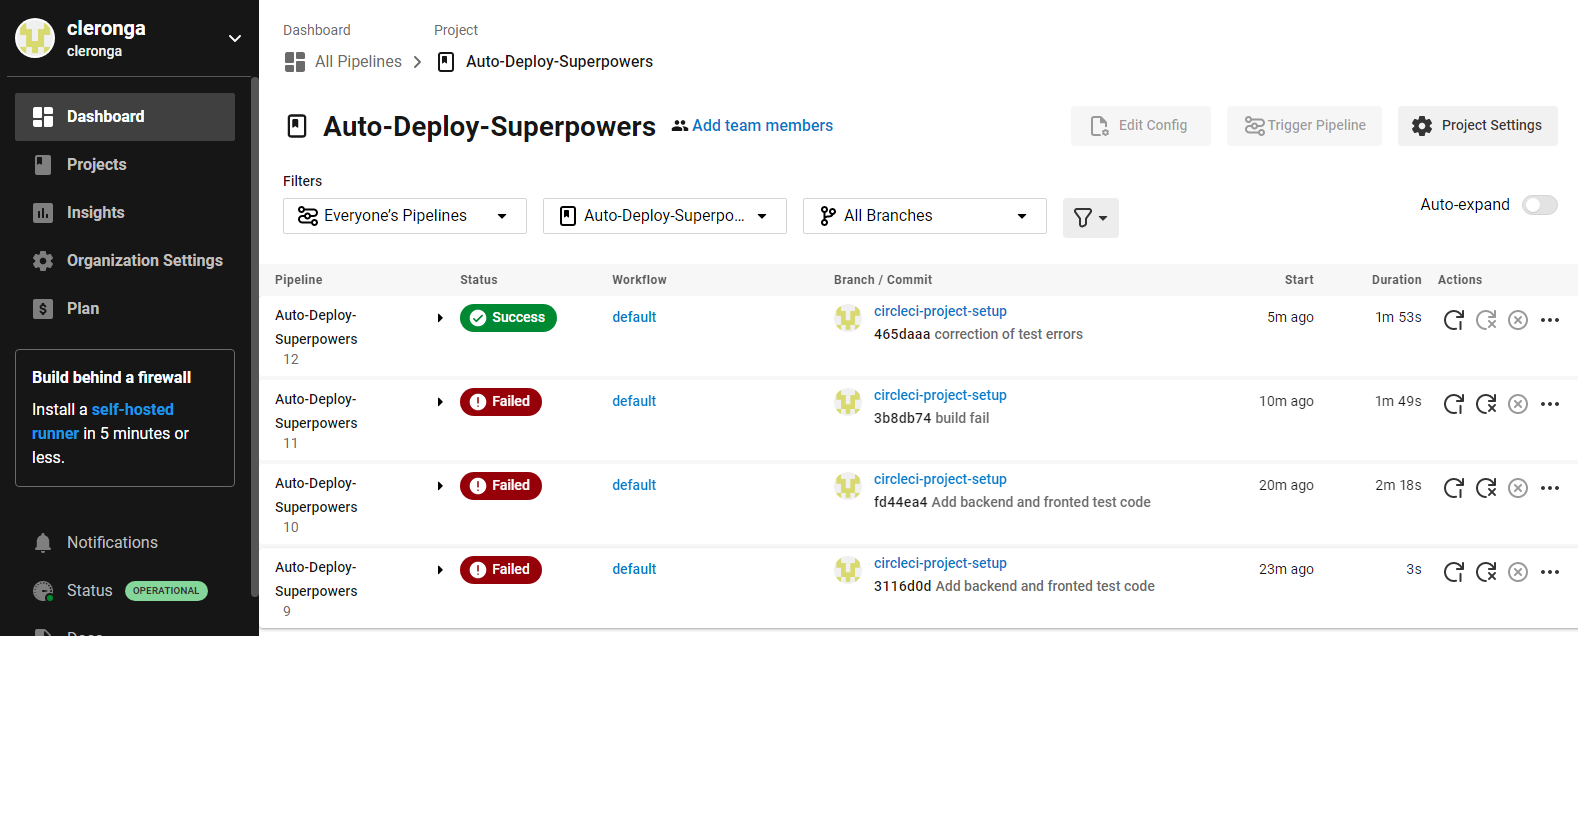 cleronga
cleronga
Dashboard
Projects
Insights
Organization Settings
Plan
Build behind a firewall
Install a self-hosted
runner in 5 minutes or
less.
Notifications
Status OPERATIONAL
Docs
Dashboard Project
All Pipelines Auto-Deploy-Superpowers
Auto-Deploy-Superpowers Add team members Edit Config Trigger Pipeline Project Settings
Filters
Everyone's Pipelines Auto-Deploy-Superpo... All Branches Auto-expand
Pipeline Status Workflow Branch / Commit Start Duration Actions
Auto-Deploy-
Superpowers
12
Success default circleci-project-setup 5m ago 1m 53s
465daaa correction of test errors
Auto-Deploy-
Superpowers
11
Failed default circleci-project-setup 10m ago 1m 49s
3b8db74 build fail
Auto-Deploy-
Superpowers
10
Failed default circleci-project-setup 20m ago 2m 18s
fd44ea4 Add backend and fronted test code
Auto-Deploy-
Superpowers
9
Failed default circleci-project-setup 23m ago 3s
3116d0d Add backend and fronted test code